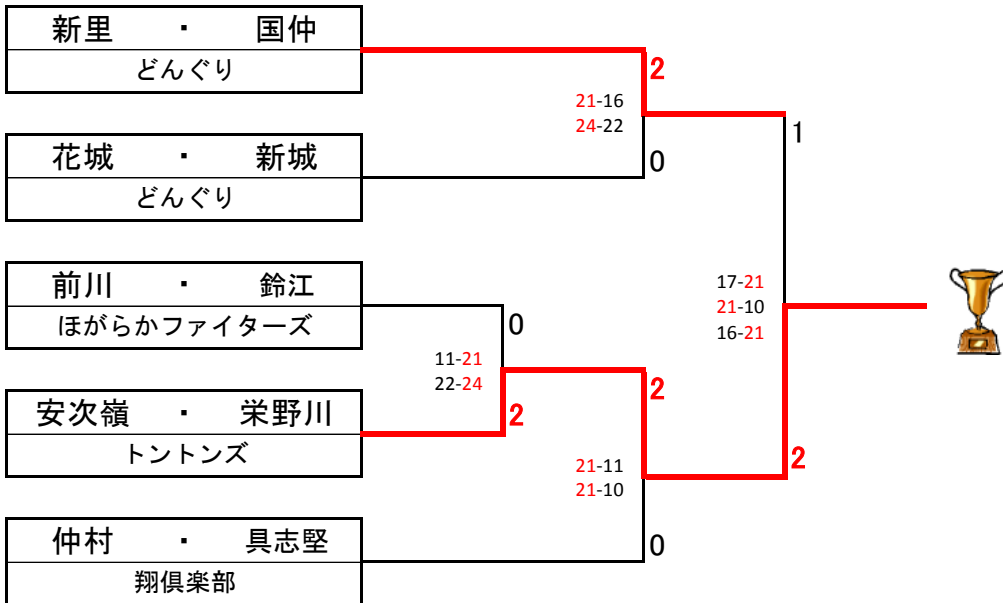 新里 ・ 国仲
どんぐり
2
21-16
24-22
1
花城 ・ 新城
0
どんぐり
前川 ・ 鈴江
ほがらかファイターズ
0
17-21
21-10
16-21
11-21
22-24
安次嶺 ・ 栄野川
トントンズ
2
2
2
21-11
21-10
仲村 ・ 具志堅
翔倶楽部
0